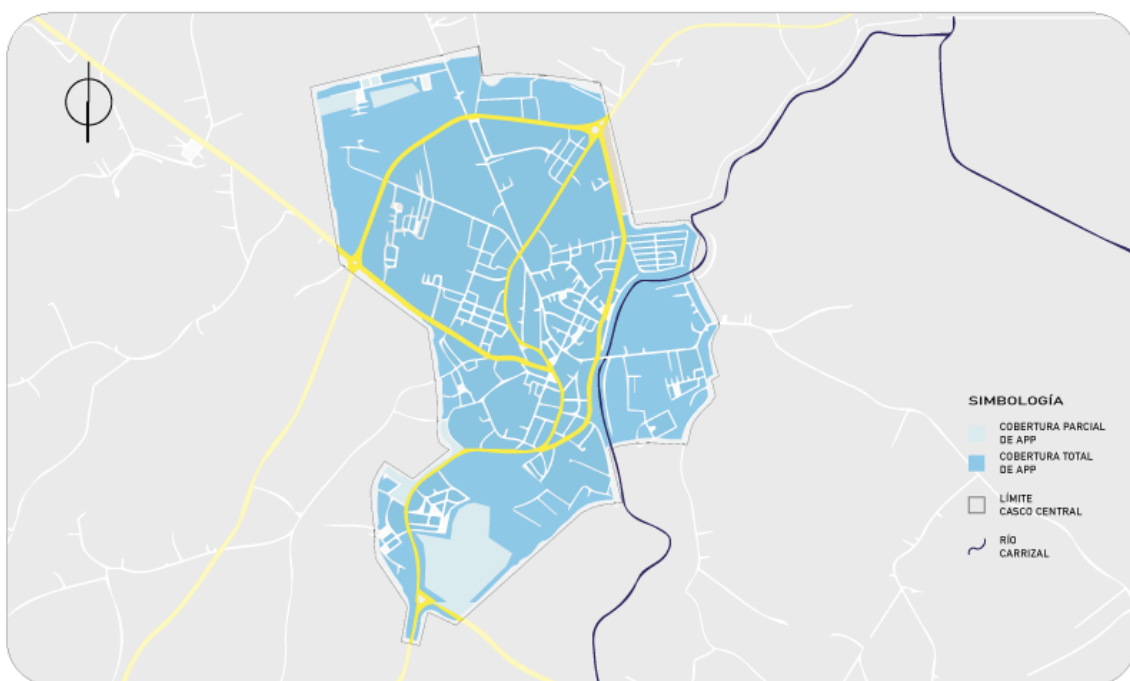 SIMBOLOGÍA
COBERTURA PARCIAL
DE APP
COBERTURA TOTAL
DE APP
LÍMITE
CASCO CENTRAL
RÍO
CARRIZAL